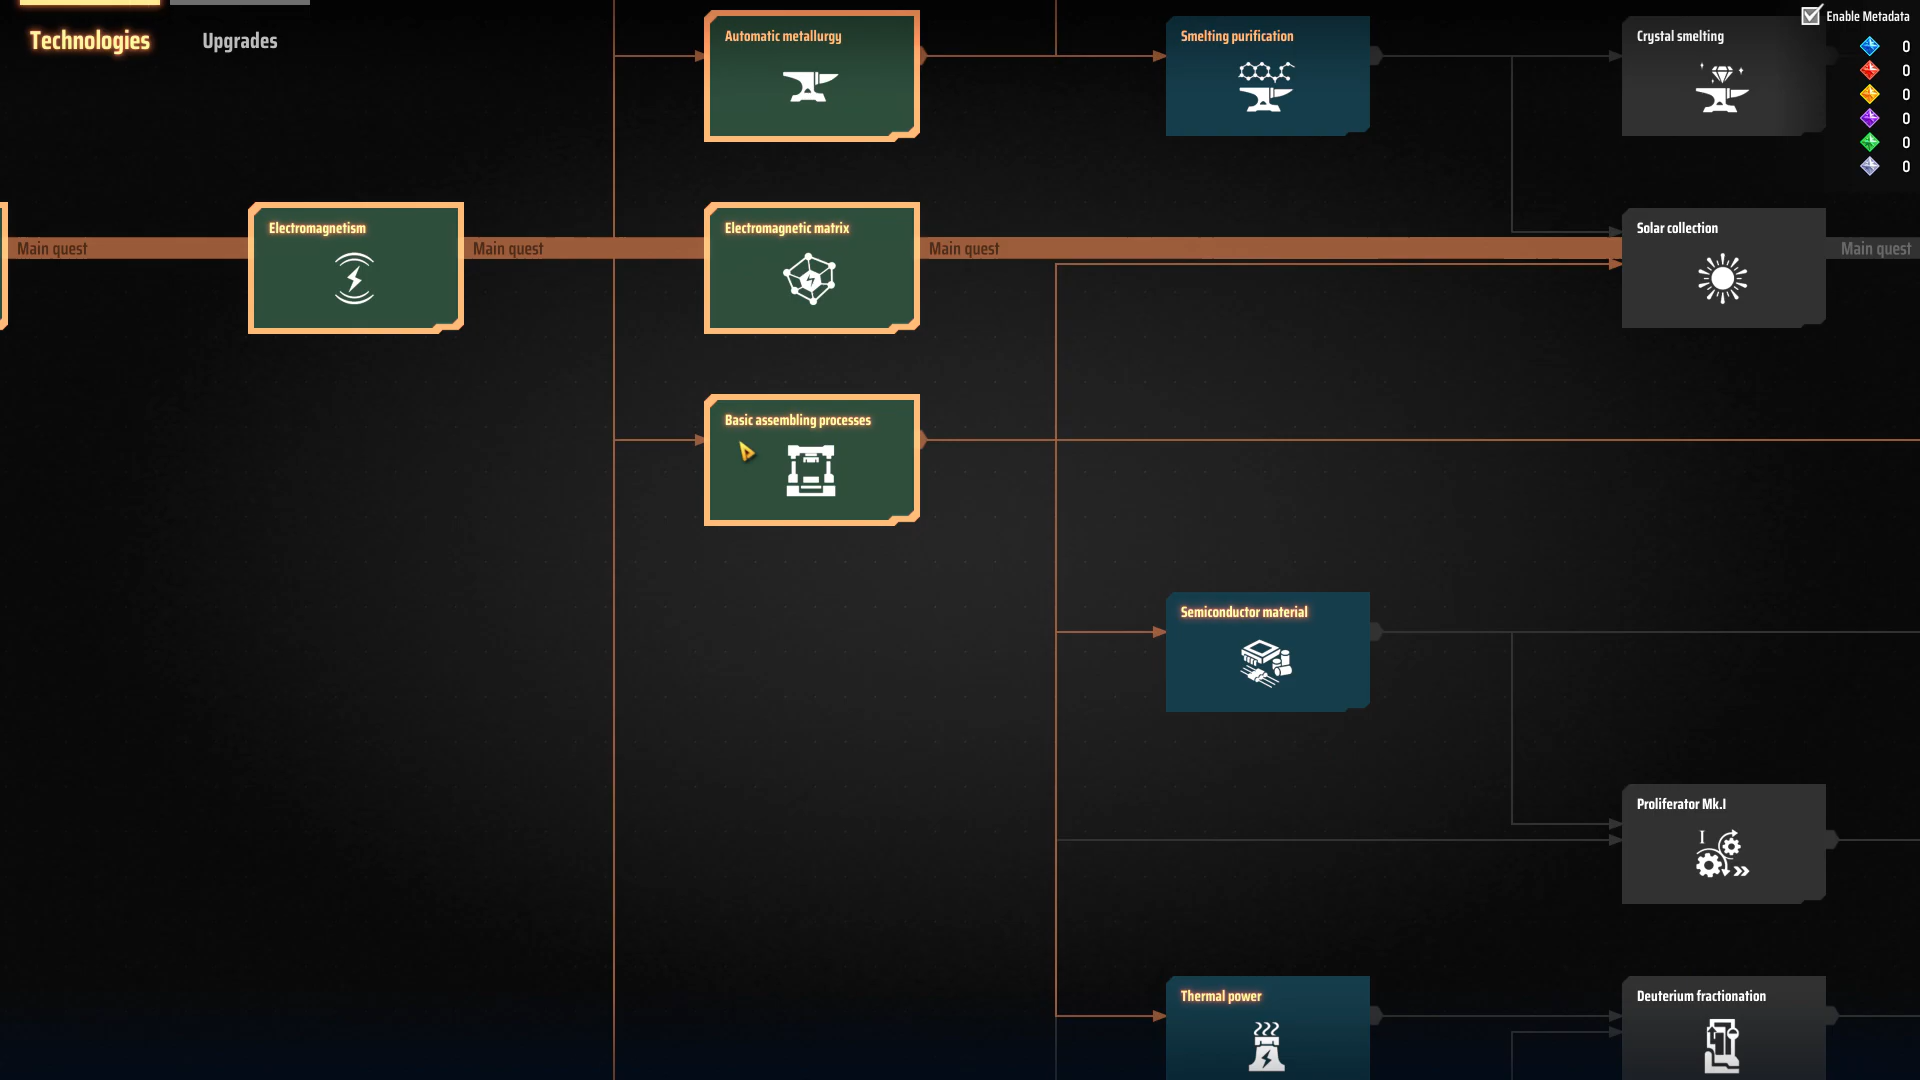 Technologies
Upgrades
Enable Metadata
0
0
0
0
0
0
Automatic metallurgy
Smelting purification
Crystal smelting
Main quest
Electromagnetism
Main quest
Electromagnetic matrix
Main quest
Solar collection
Main quest
Basic assembling processes
Semiconductor material
Proliferator Mk.I
I
Thermal power
Deuterium fractionation